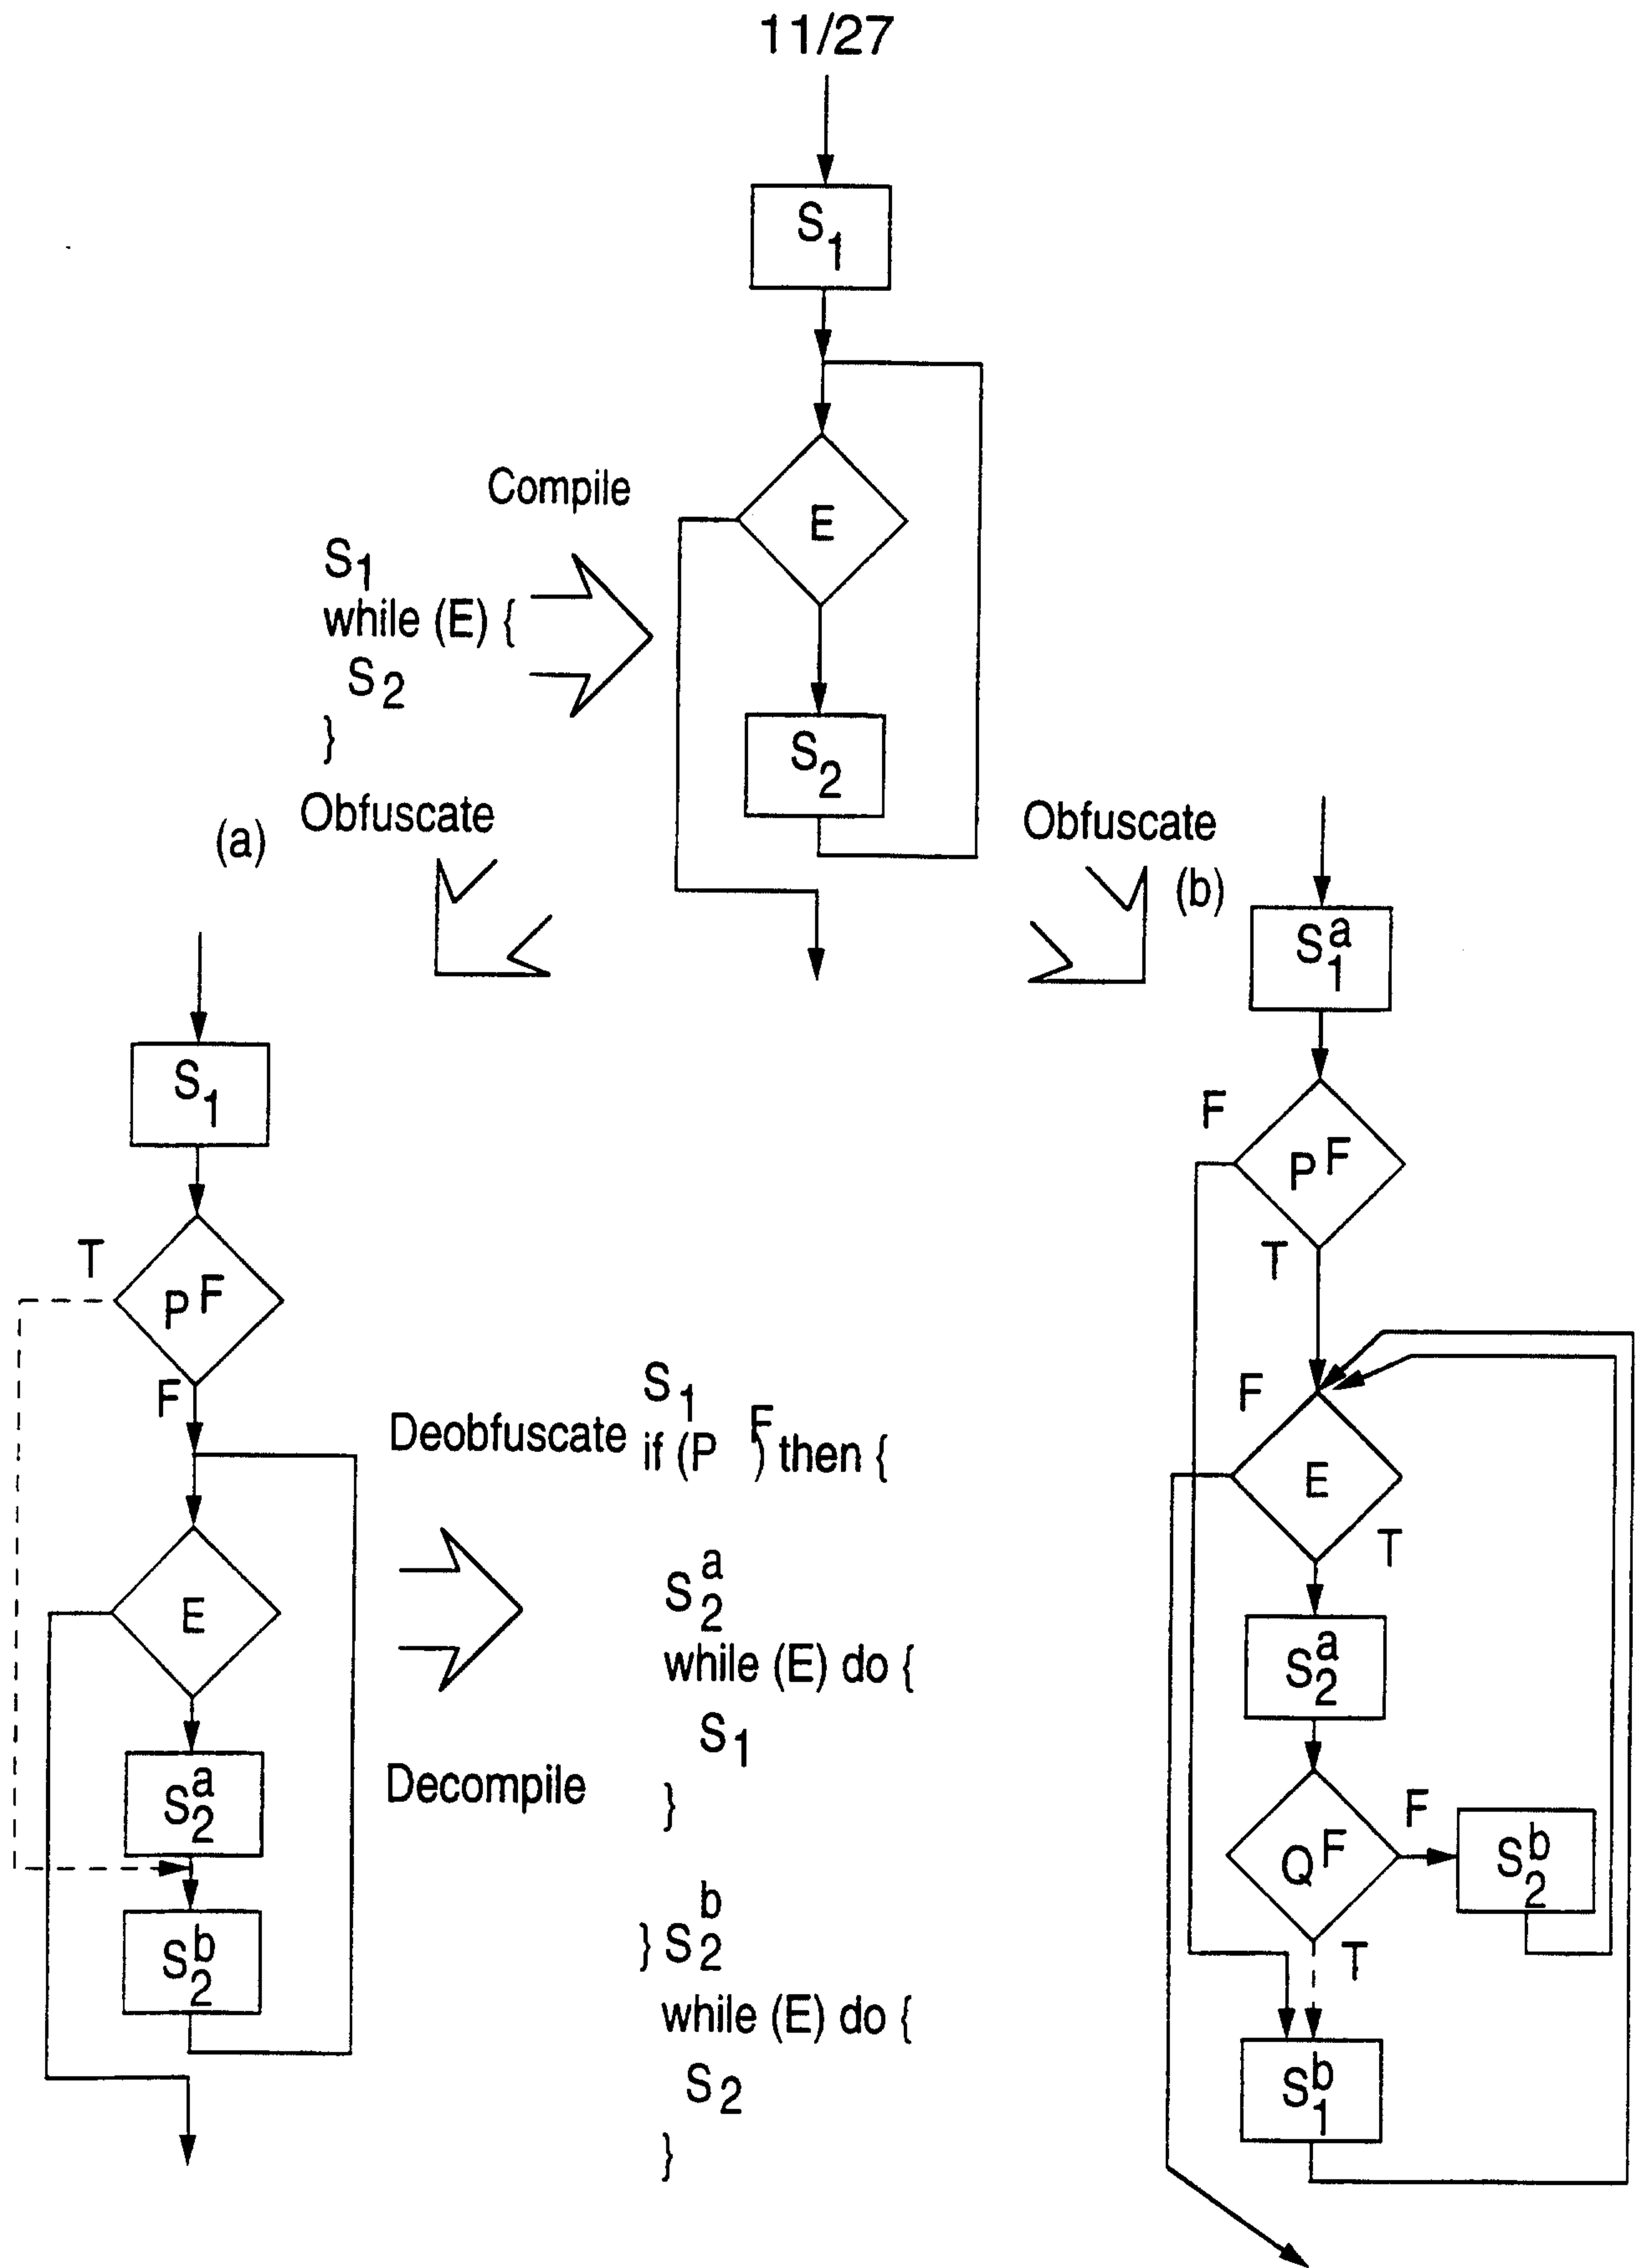 11/27
S1
E
S2
Compile
S1
while (E) {
S2
}
Obfuscate
(a)
Obfuscate
(b)
S1
T
PF
F
E
S2a
S2b
Deobfuscate
Decompile
S1
if (P F) then {
S2a
while (E) do {
S1
}
} S2b
while (E) do {
S2
}
S1a
F
PF
T
F
E
T
S2a
QF
F
S2b
T
S1b